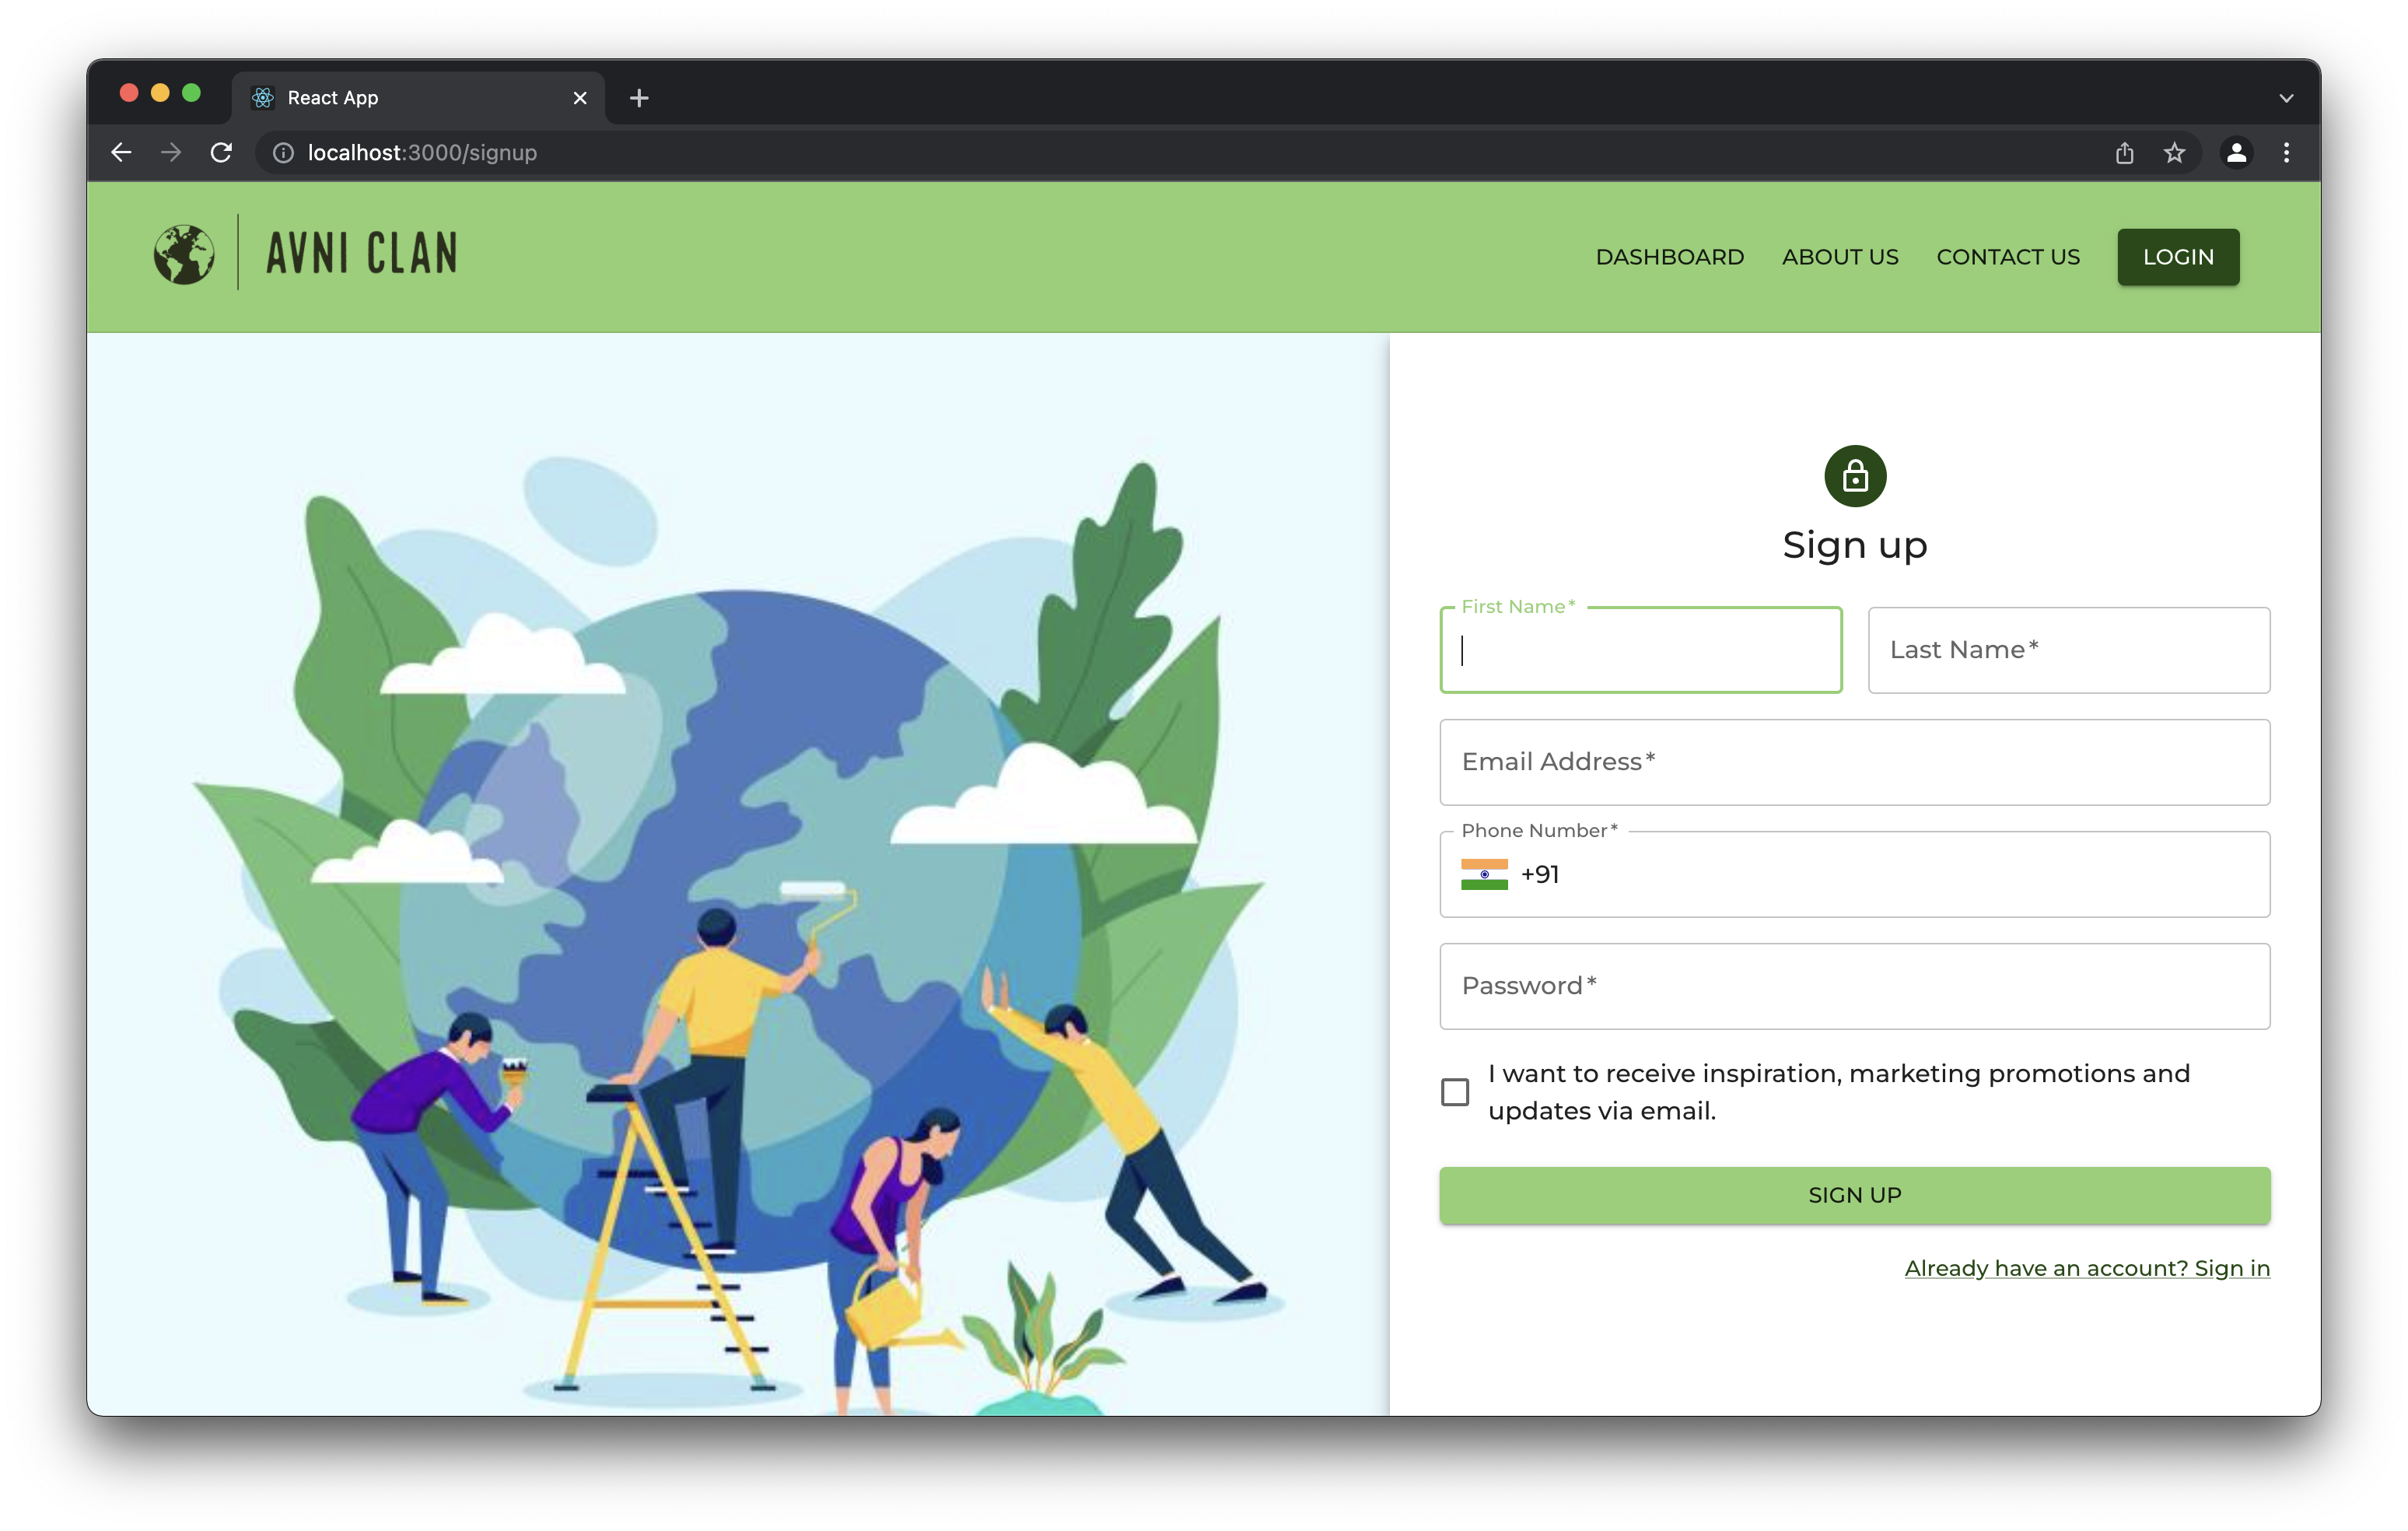 React App
localhost:3000/signup
AVNI CLAN
DASHBOARD ABOUT US CONTACT US LOGIN
Sign up
First Name*
Last Name*
Email Address*
Phone Number*
+91
Password*
I want to receive inspiration, marketing promotions and
updates via email.
SIGN UP
Already have an account? Sign in